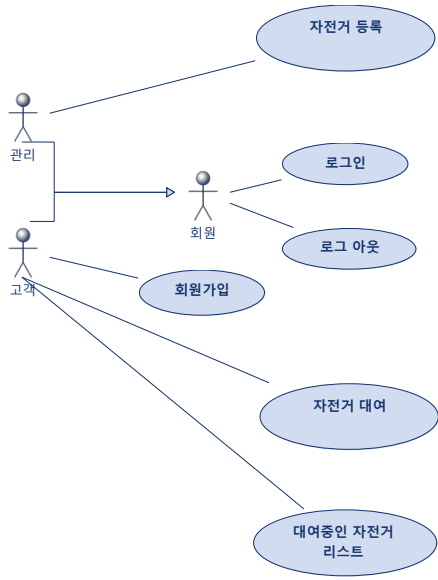 자전거 등록
관리
로그인
회원
로그 아웃
고객
회원가입
자전거 대여
대여중인 자전거
리스트